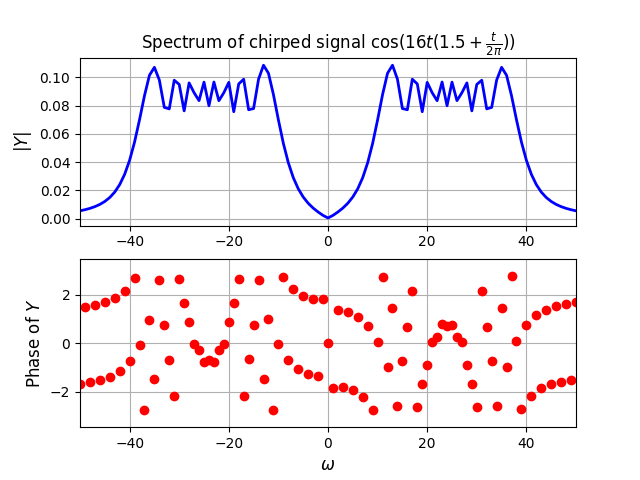 Spectrum of chirped signal cos(16t(1.5 + \frac{t}{2π}))
|Y|
0.10
0.08
0.06
0.04
0.02
0.00
−40 −20 0 20 40
Phase of Y
2
0
−2
−40 −20 0 20 40
ω